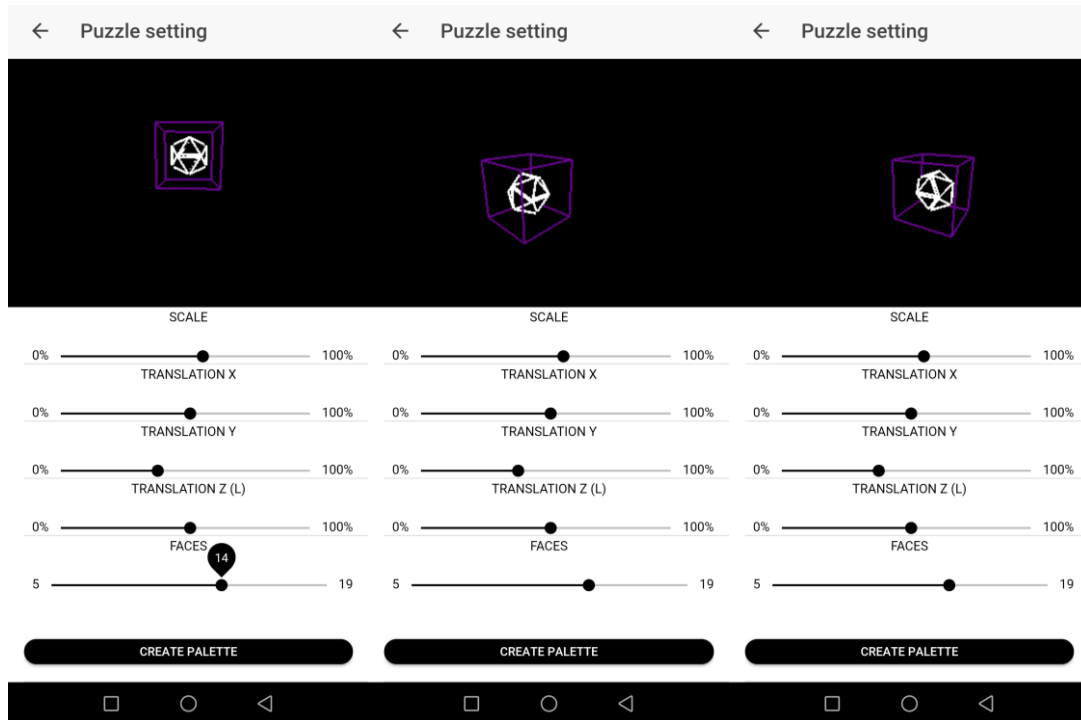 Puzzle setting
SCALE
0% 100%
TRANSLATION X
0% 100%
TRANSLATION Y
0% 100%
TRANSLATION Z (L)
0% 100%
FACES
14
5 19
CREATE PALETTE
Puzzle setting
SCALE
0% 100%
TRANSLATION X
0% 100%
TRANSLATION Y
0% 100%
TRANSLATION Z (L)
0% 100%
FACES
5 19
CREATE PALETTE
Puzzle setting
SCALE
0% 100%
TRANSLATION X
0% 100%
TRANSLATION Y
0% 100%
TRANSLATION Z (L)
0% 100%
FACES
5 19
CREATE PALETTE